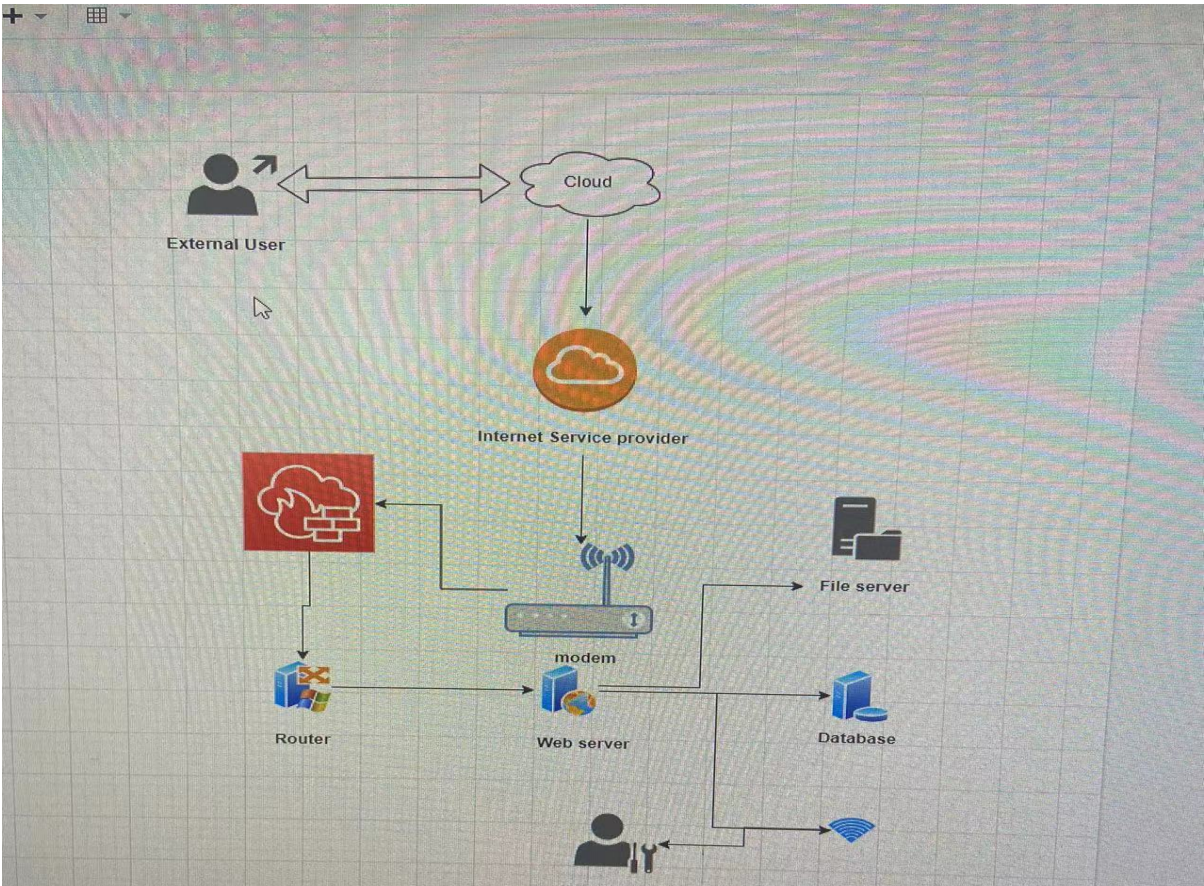 Cloud
External User
Internet Service provider
File server
modem
Router
Web server
Database